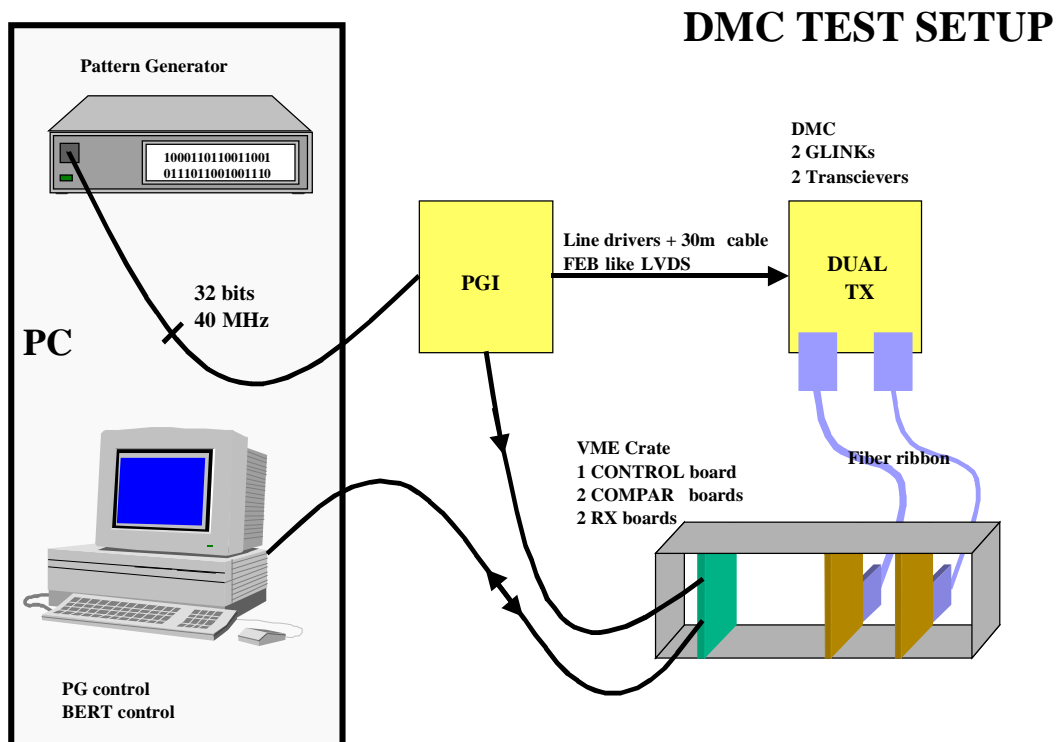 DMC TEST SETUP
Pattern Generator
1000110110011001
0111011001001110
DMC
2 GLINKs
2 Transcievers
Line drivers + 30m cable
FEB like LVDS
PGI
DUAL
TX
32 bits
40 MHz
PC
VME Crate
1 CONTROL board
2 COMPAR boards
2 RX boards
Fiber ribbon
PG control
BERT control